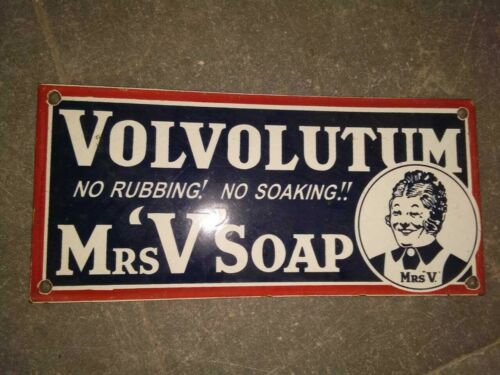 VOLVOLUTUM
NO RUBBING! NO SOAKING!!
MRS 'V' SOAP
MRS "V."